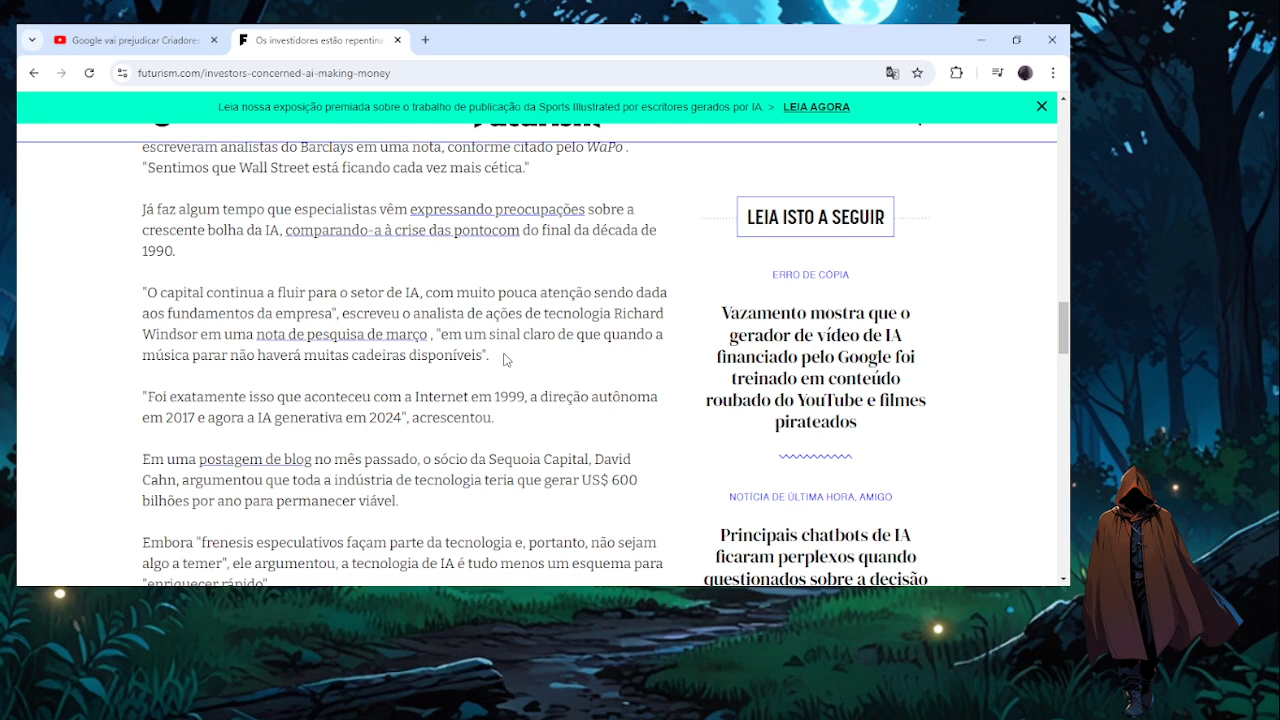 Google vai prejudicar Criadores
Os investidores estão repentina
futurism.com/investors-concerned-ai-making-money
Leia nossa exposição premiada sobre o trabalho de publicação da Sports Illustrated por escritores gerados por IA. > LEIA AGORA
escreveram analistas do Barclays em uma nota, conforme citado pelo WaPo .
"Sentimos que Wall Street está ficando cada vez mais cética."
Já faz algum tempo que especialistas vêm expressando preocupações sobre a
crescente bolha da IA, comparando-a à crise das pontocom do final da década de
1990.
"O capital continua a fluir para o setor de IA, com muito pouca atenção sendo dada
aos fundamentos da empresa", escreveu o analista de ações de tecnologia Richard
Windsor em uma nota de pesquisa de março , "em um sinal claro de que quando a
música parar não haverá muitas cadeiras disponíveis".
"Foi exatamente isso que aconteceu com a Internet em 1999, a direção autônoma
em 2017 e agora a IA generativa em 2024", acrescentou.
Em uma postagem de blog no mês passado, o sócio da Sequoia Capital, David
Cahn, argumentou que toda a indústria de tecnologia teria que gerar US$ 600
bilhões por ano para permanecer viável.
Embora "frenesis especulativos façam parte da tecnologia e, portanto, não sejam
algo a temer", ele argumentou, a tecnologia de IA é tudo menos um esquema para
"enriquecer rápido"
LEIA ISTO A SEGUIR
ERRO DE CÓPIA
Vazamento mostra que o
gerador de vídeo de IA
financiado pelo Google foi
treinado em conteúdo
roubado do YouTube e filmes
pirateados
NOTÍCIA DE ÚLTIMA HORA, AMIGO
Principais chatbots de IA
ficaram perplexos quando
questionados sobre a decisão